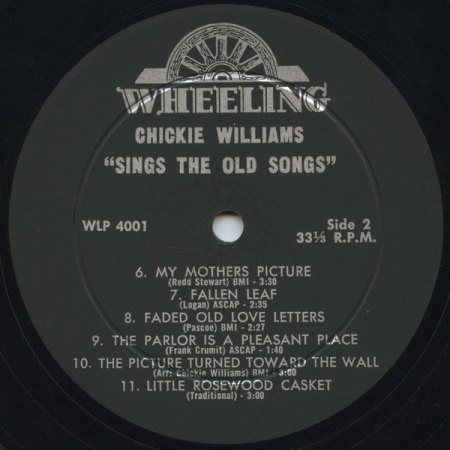 WHEELING
CHICKIE WILLIAMS
"SINGS THE OLD SONGS"
WLP 4001
Side 2
33⅓ R.P.M.
6. MY MOTHERS PICTURE
(Redd Stewart) BMI - 3:30
7. FALLEN LEAF
(Logan) ASCAP - 2:35
8. FADED OLD LOVE LETTERS
(Pascoe) BMI - 2:27
9. THE PARLOR IS A PLEASANT PLACE
(Frank Crumit) ASCAP - 1:40
10. THE PICTURE TURNED TOWARD THE WALL
(Arr: Chickie Williams) BMI - 3:00
11. LITTLE ROSEWOOD CASKET
(Traditional) - 3:00